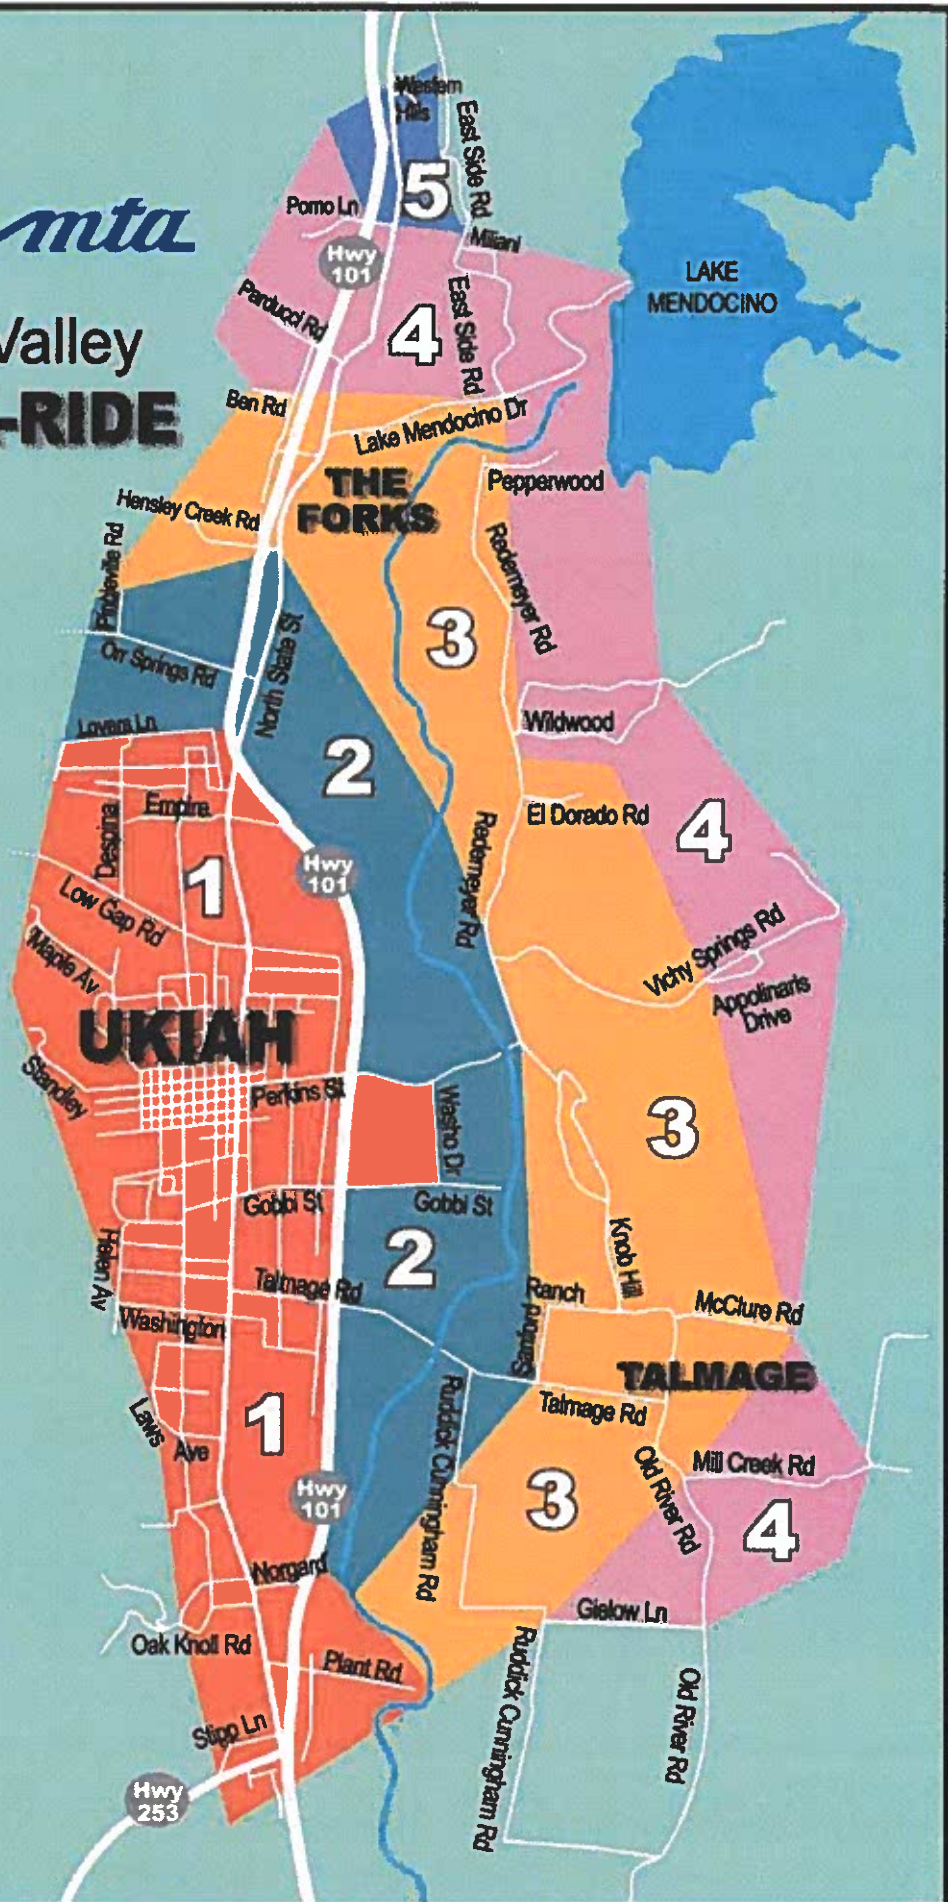 Western
Hills
East Side Rd
5
Pomo Ln
mta
Miliani
Hwy
101
LAKE
MENDOCINO
Parducci Rd
East Side Rd
4
Valley
Ben Rd
-RIDE
Lake Mendocino Dr
THE
FORKS
Pepperwood
Hensley Creek Rd
Pinoleville Rd
Redemeyer Rd
3
Orr Springs Rd
North State St
Lovers Ln
Wildwood
2
Empire
Despina
El Dorado Rd
4
Redemeyer Rd
1
Hwy
101
Low Gap Rd
Maple Av
Vichy Springs Rd
Appolinaris
Drive
UKIAH
Standley
Perkins St
Washo Dr
3
Gobbi St
Gobbi St
Helen Av
2
Knob Hill
Talmage Rd
Ranch
Sanford
McClure Rd
Washington
TALMAGE
Laws
Ave
1
Ruddick Cunningham Rd
Talmage Rd
Old River Rd
Mill Creek Rd
3
4
Hwy
101
Norgard
Gielow Ln
Oak Knoll Rd
Plant Rd
Ruddick Cunningham Rd
Old River Rd
Stipp Ln
Hwy
253